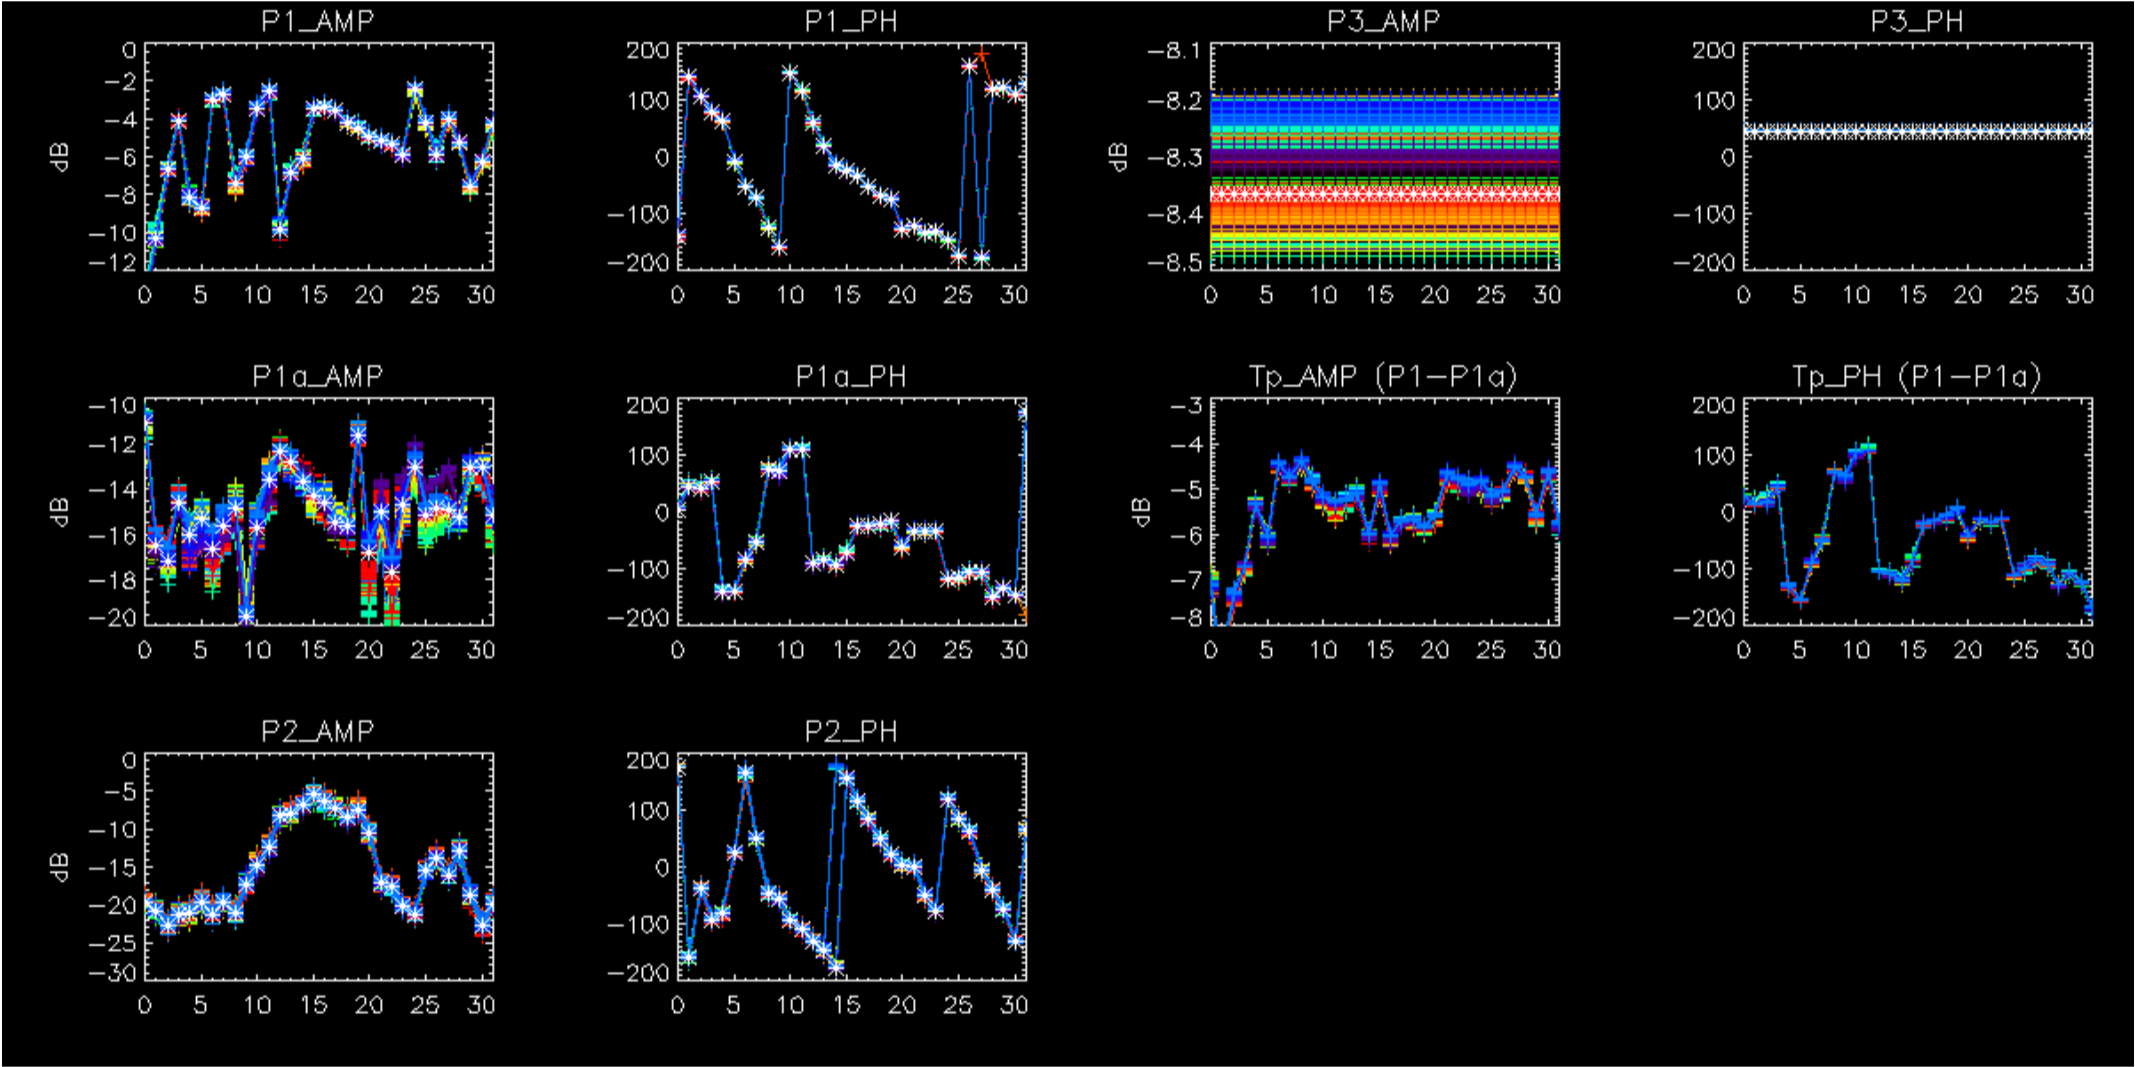 P1_AMP P1_PH P3_AMP P3_PH
0 200 -8.1 200
-2
100 -8.2 100
-4
dB 0 dB -8.3 0
-6
-8
-100 -8.4 -100
-10
-12 -200 -8.5 -200
0 5 10 15 20 25 30 0 5 10 15 20 25 30 0 5 10 15 20 25 30 0 5 10 15 20 25 30
P1a_AMP P1a_PH Tp_AMP (P1-P1a) Tp_PH (P1-P1a)
-10 200 -3 200
-12 100 -4 100
-14
dB 0 dB -5 0
-16 -6
-18 -100 -7 -100
-20 -200 -8 -200
0 5 10 15 20 25 30 0 5 10 15 20 25 30 0 5 10 15 20 25 30 0 5 10 15 20 25 30
P2_AMP P2_PH
0 200
-5
100
-10
dB -15 0
-20
-100
-25
-30 -200
0 5 10 15 20 25 30 0 5 10 15 20 25 30